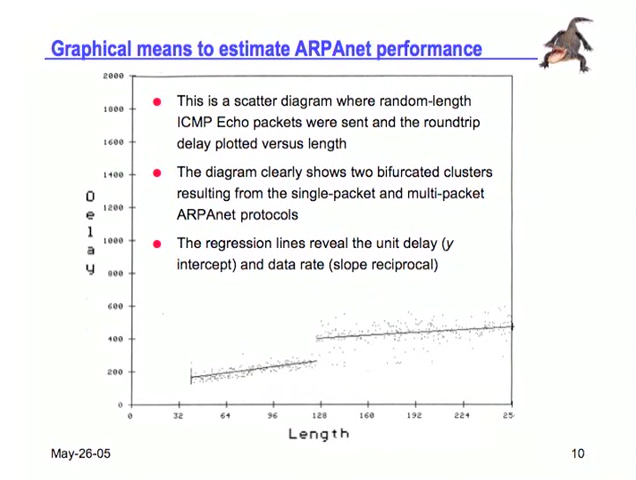 Graphical means to estimate ARPAnet performance
2000
1800
1600
1400
1200
1000
800
600
400
200
0
Delay
This is a scatter diagram where random-length
ICMP Echo packets were sent and the roundtrip
delay plotted versus length
The diagram clearly shows two bifurcated clusters
resulting from the single-packet and multi-packet
ARPAnet protocols
The regression lines reveal the unit delay (y
intercept) and data rate (slope reciprocal)
0 32 64 96 128 160 192 224 25
Length
May-26-05
10